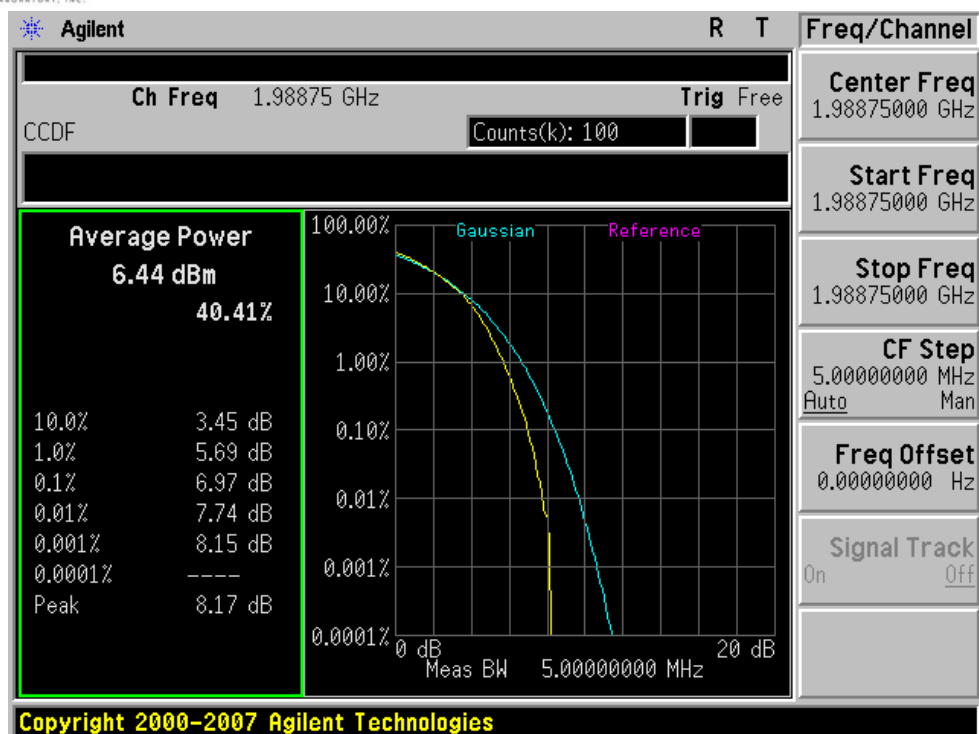 Agilent R T Freq/Channel
Ch Freq 1.98875 GHz Trig Free
CCDF Counts(k): 100
Average Power
6.44 dBm
40.41%
10.0% 3.45 dB
1.0% 5.69 dB
0.1% 6.97 dB
0.01% 7.74 dB
0.001% 8.15 dB
0.0001% ----
Peak 8.17 dB
Gaussian Reference
100.00%
10.00%
1.00%
0.10%
0.01%
0.001%
0.0001%
0 dB 20 dB
Meas BW 5.00000000 MHz
Center Freq
1.98875000 GHz
Start Freq
1.98875000 GHz
Stop Freq
1.98875000 GHz
CF Step
5.00000000 MHz
Auto Man
Freq Offset
0.00000000 Hz
Signal Track
On Off
Copyright 2000-2007 Agilent Technologies